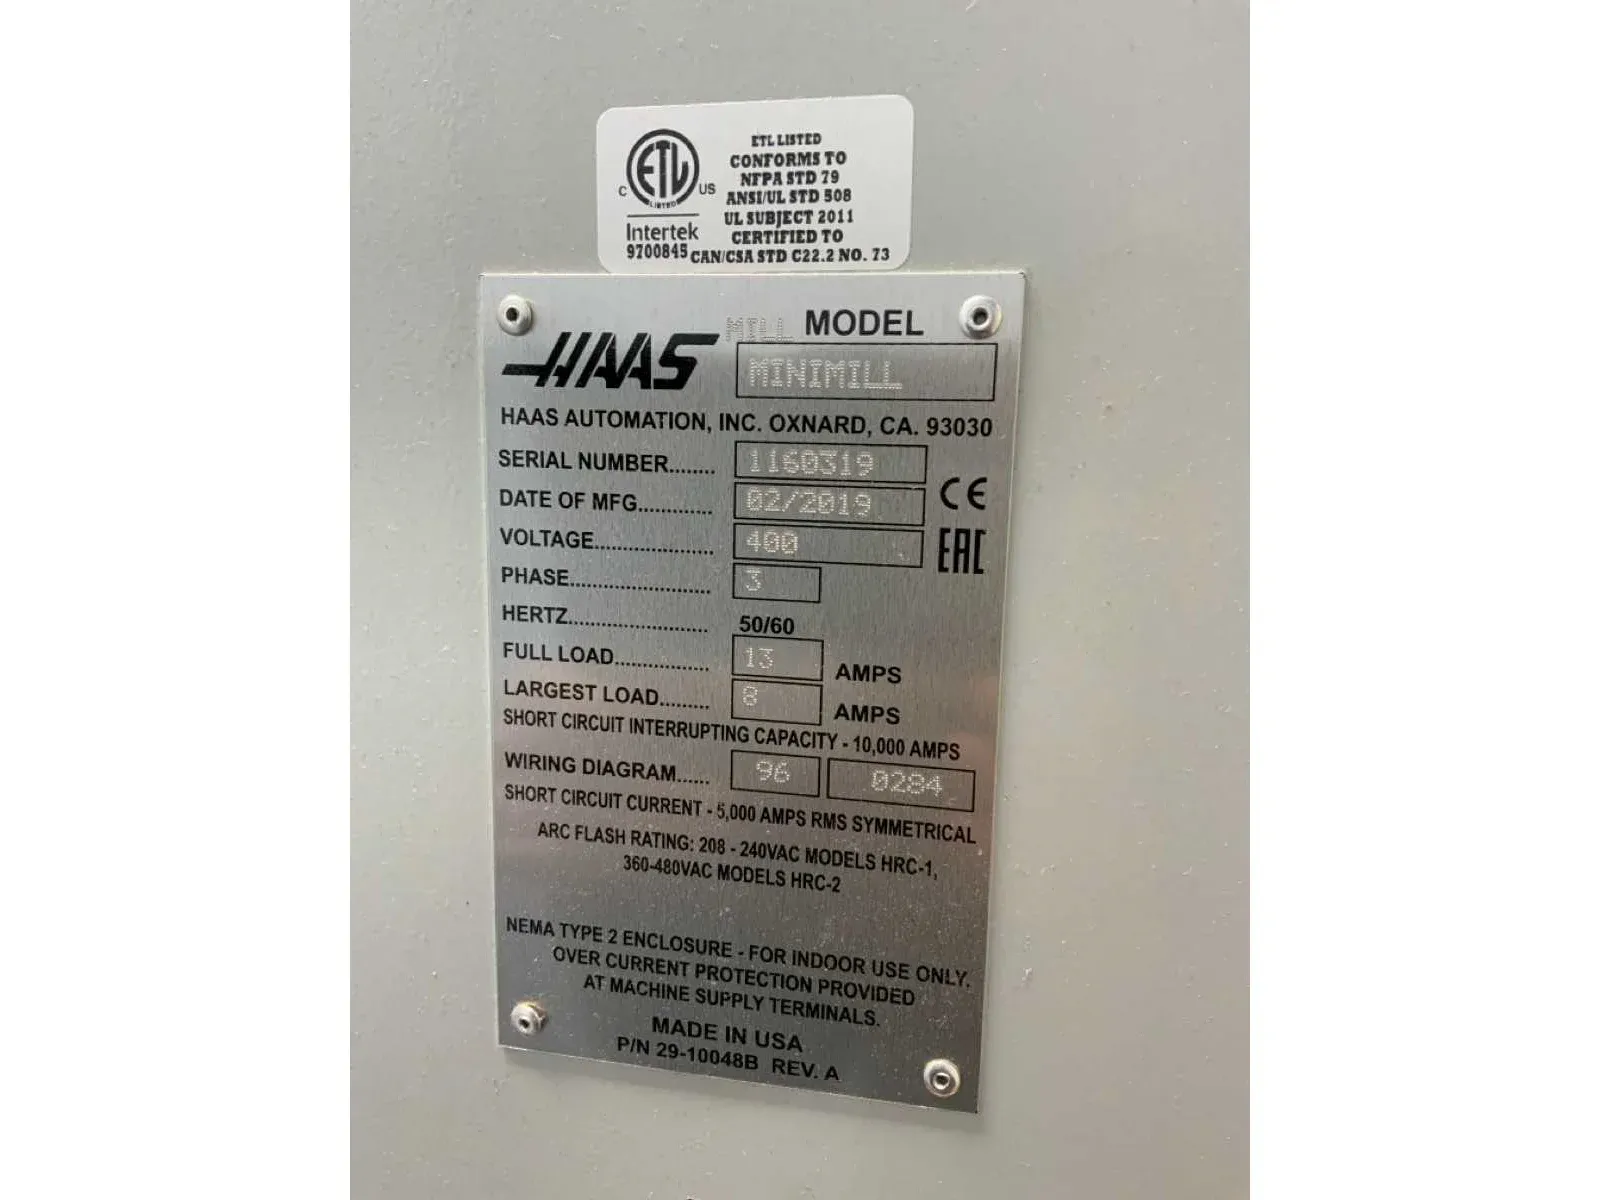 ETL LISTED
CONFORMS TO
NFPA STD 79
ANSI/UL STD 508
UL SUBJECT 2011
CERTIFIED TO
CAN/CSA STD C22.2 NO. 73
ETL
LISTED
C US
Intertek
9700845
HAAS
MILL MODEL
MINIMILL
HAAS AUTOMATION, INC. OXNARD, CA. 93030
SERIAL NUMBER........ 1160319
DATE OF MFG............. 02/2019
CE
VOLTAGE..................... 400
EAC
PHASE......................... 3
HERTZ......................... 50/60
FULL LOAD................. 13 AMPS
LARGEST LOAD......... 8 AMPS
SHORT CIRCUIT INTERRUPTING CAPACITY - 10,000 AMPS
WIRING DIAGRAM...... 96 0284
SHORT CIRCUIT CURRENT - 5,000 AMPS RMS SYMMETRICAL
ARC FLASH RATING: 208 - 240VAC MODELS HRC-1,
360-480VAC MODELS HRC-2
NEMA TYPE 2 ENCLOSURE - FOR INDOOR USE ONLY.
OVER CURRENT PROTECTION PROVIDED
AT MACHINE SUPPLY TERMINALS.
MADE IN USA
P/N 29-10048B REV. A